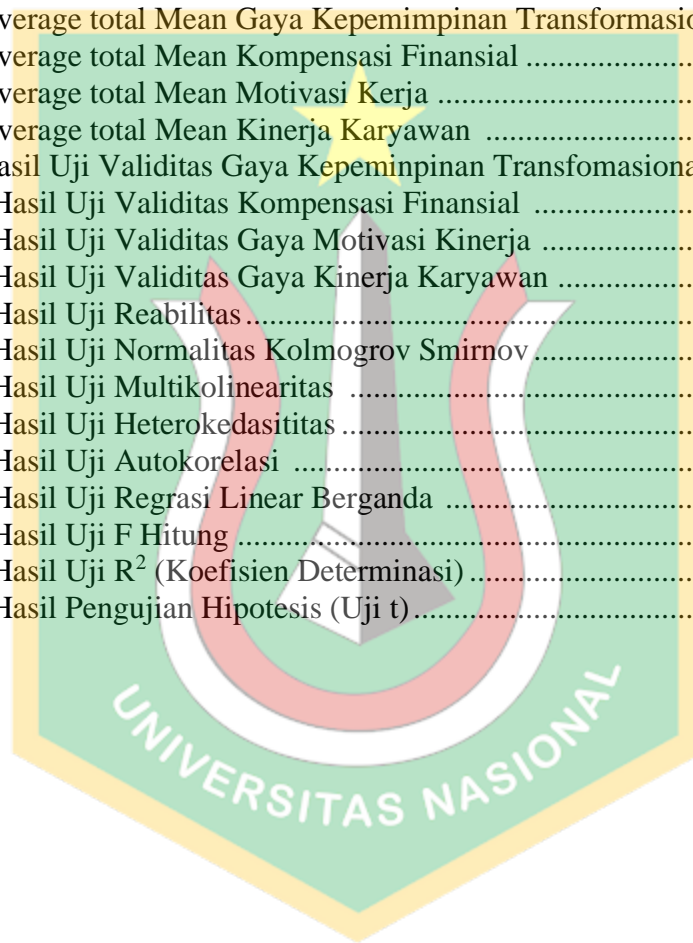 verage total Mean Gaya Kepemimpinan Transformasio
verage total Mean Kompensasi Finansial ........................
verage total Mean Motivasi Kerja ........................
verage total Mean Kinerja Karyawan ........................
asil Uji Validitas Gaya Kepeminpinan Transfomasiona
Hasil Uji Validitas Kompensasi Finansial ........................
Hasil Uji Validitas Gaya Motivasi Kinerja ........................
Hasil Uji Validitas Gaya Kinerja Karyawan ........................
Hasil Uji Reabilitas ........................
Hasil Uji Normalitas Kolmogrov Smirnov ........................
Hasil Uji Multikolinearitas ........................
Hasil Uji Heterokedasititas ........................
Hasil Uji Autokorelasi ........................
Hasil Uji Regrasi Linear Berganda ........................
Hasil Uji F Hitung ........................
Hasil Uji R² (Koefisien Determinasi) ........................
Hasil Pengujian Hipotesis (Uji t) ........................
UNIVERSITAS NASIONAL